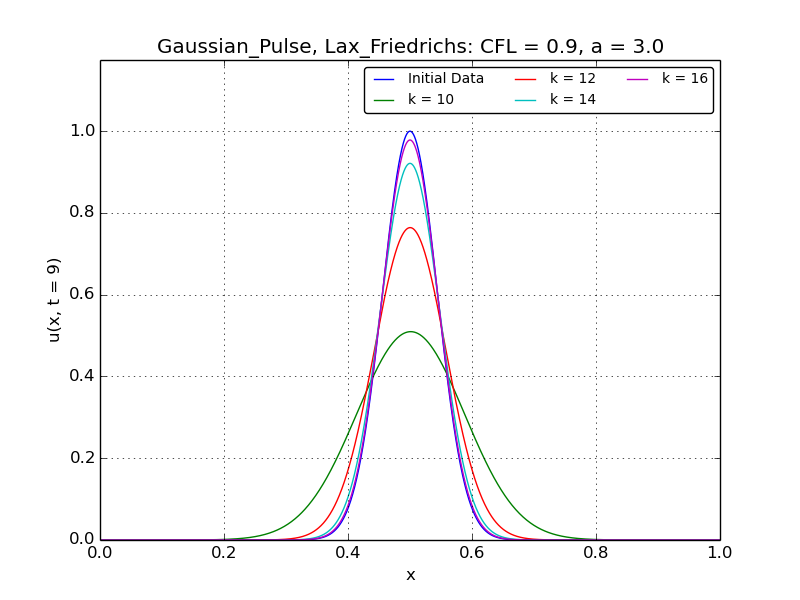 Gaussian_Pulse, Lax_Friedrichs: CFL = 0.9, a = 3.0
Initial Data k = 12 k = 16
k = 10 k = 14
1.0
0.8
0.6
0.4
0.2
0.0
u(x, t = 9)
0.0 0.2 0.4 0.6 0.8 1.0
x